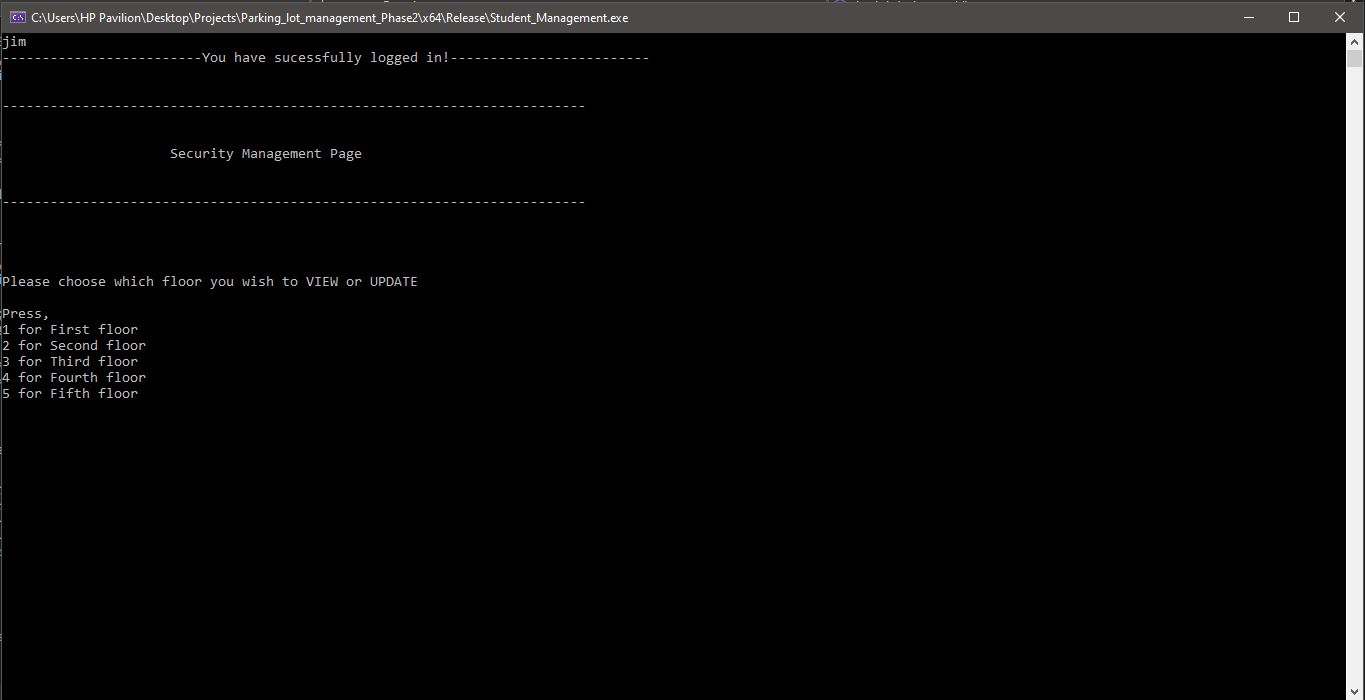 C:\Users\HP Pavilion\Desktop\Projects\Parking_lot_management_Phase2\x64\Release\Student_Management.exe
jim
-------------------------You have sucessfully logged in!-------------------------
-------------------------------------------------------------------------
Security Management Page
-------------------------------------------------------------------------
Please choose which floor you wish to VIEW or UPDATE
Press,
1 for First floor
2 for Second floor
3 for Third floor
4 for Fourth floor
5 for Fifth floor